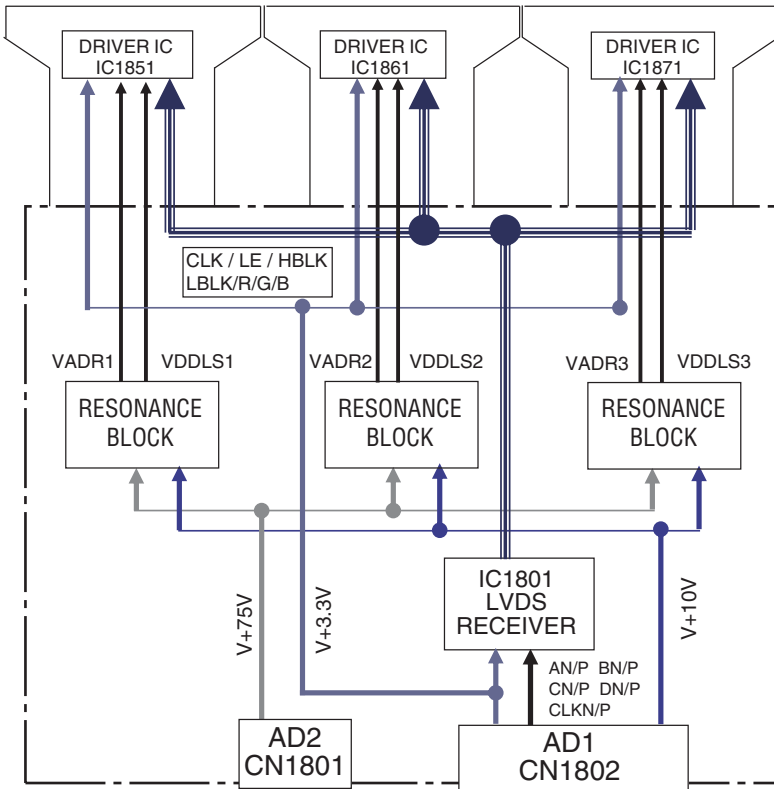 DRIVER IC
IC1851
DRIVER IC
IC1861
DRIVER IC
IC1871
CLK / LE / HBLK
LBLK/R/G/B
VADR1
VDDLS1
VADR2
VDDLS2
VADR3
VDDLS3
RESONANCE
BLOCK
RESONANCE
BLOCK
RESONANCE
BLOCK
V+75V
V+3.3V
IC1801
LVDS
RECEIVER
V+10V
AN/P BN/P
CN/P DN/P
CLKN/P
AD2
CN1801
AD1
CN1802